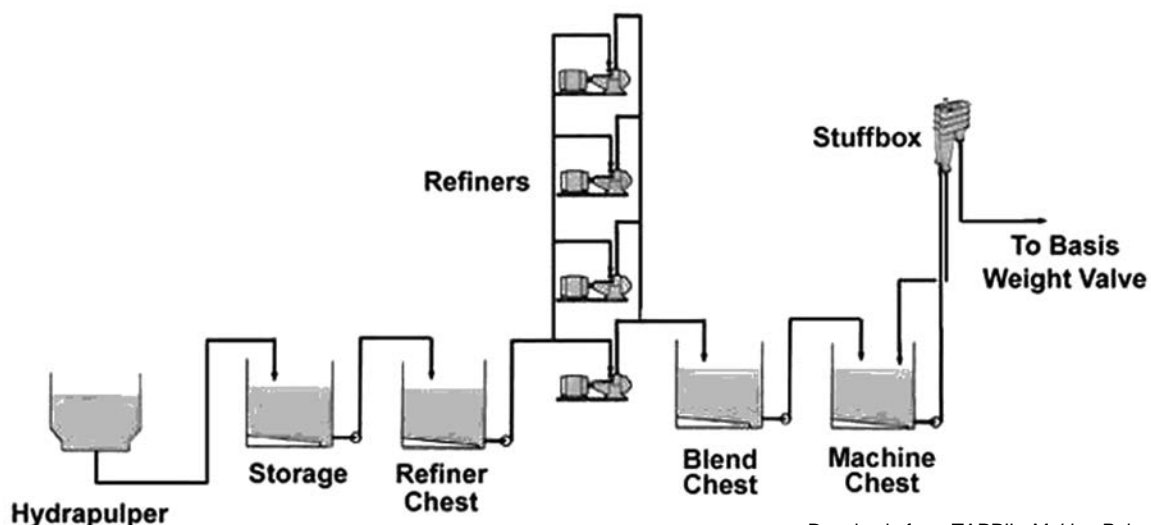 Stuffbox
Refiners
To Basis
Weight Valve
Storage
Refiner
Chest
Blend
Chest
Machine
Chest
Hydrapulper